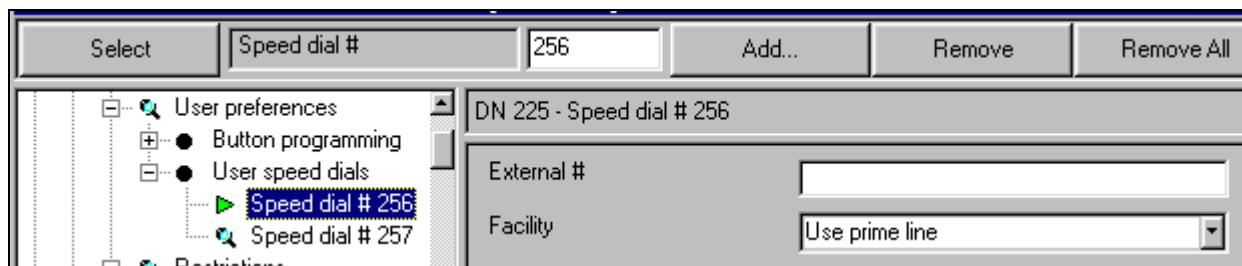 Select Speed dial # 256 Add... Remove Remove All
User preferences
Button programming
User speed dials
Speed dial # 256
Speed dial # 257
Restrictions
DN 225 - Speed dial # 256
External #
Facility Use prime line